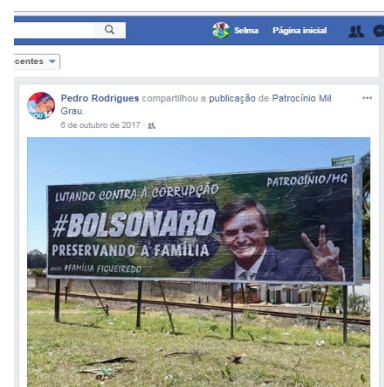 Selma Página inicial
centes
Pedro Rodrigues compartilhou a publicação de Patrocínio Mil
Grau.
6 de outubro de 2017
LUTANDO CONTRA A CORRUPÇÃO
PATROCÍNIO/MG
#BOLSONARO
PRESERVANDO A FAMÍLIA
#FAMÍLIA FIGUEIREDO